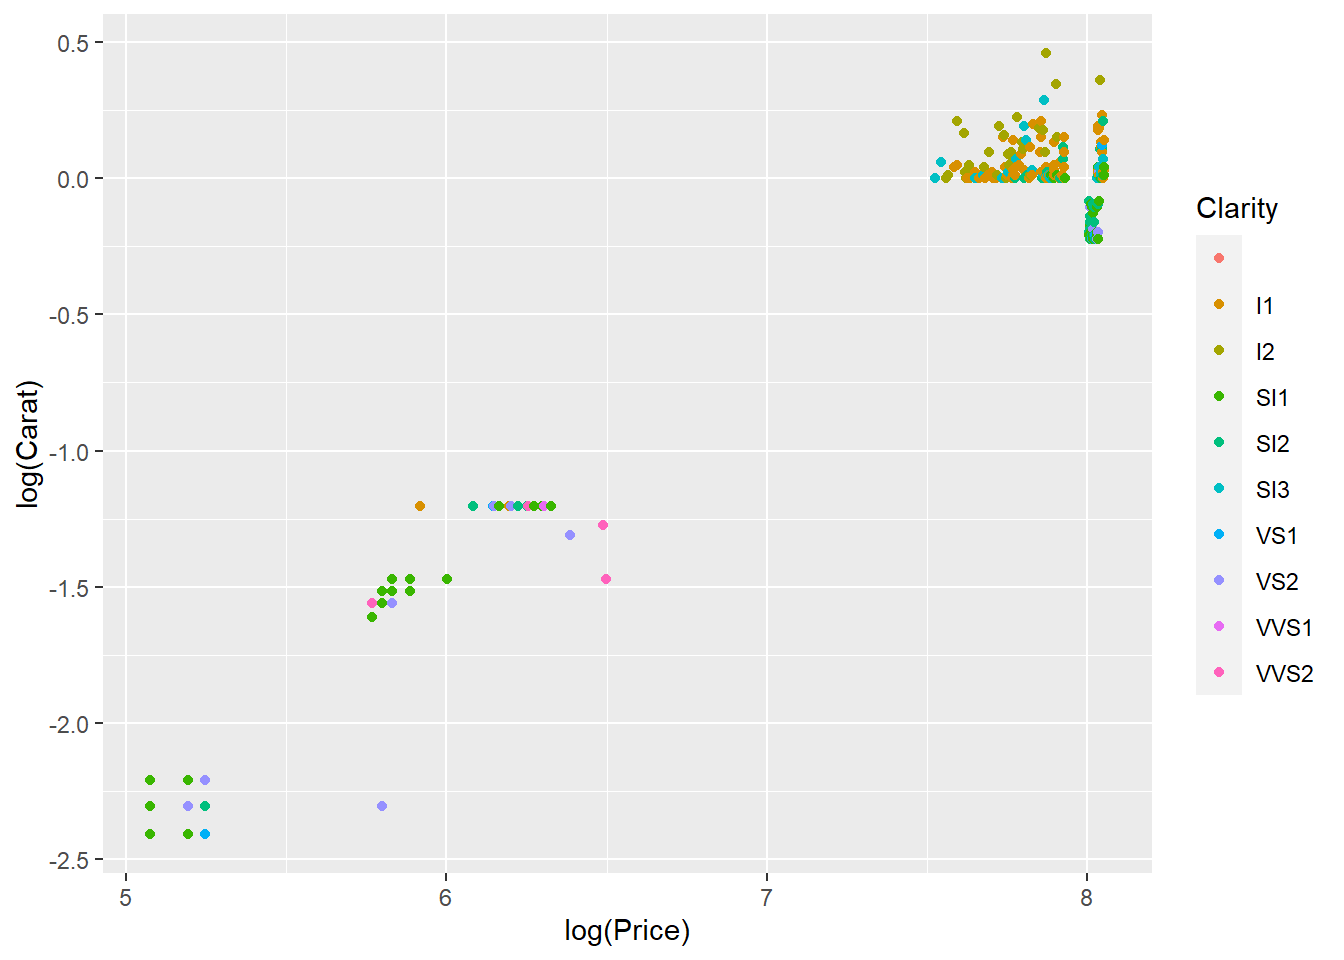 0.5
0.0
-0.5
-1.0
-1.5
-2.0
-2.5
log(Carat)
5 6 7 8
log(Price)
Clarity
I1
I2
SI1
SI2
SI3
VS1
VS2
VVS1
VVS2